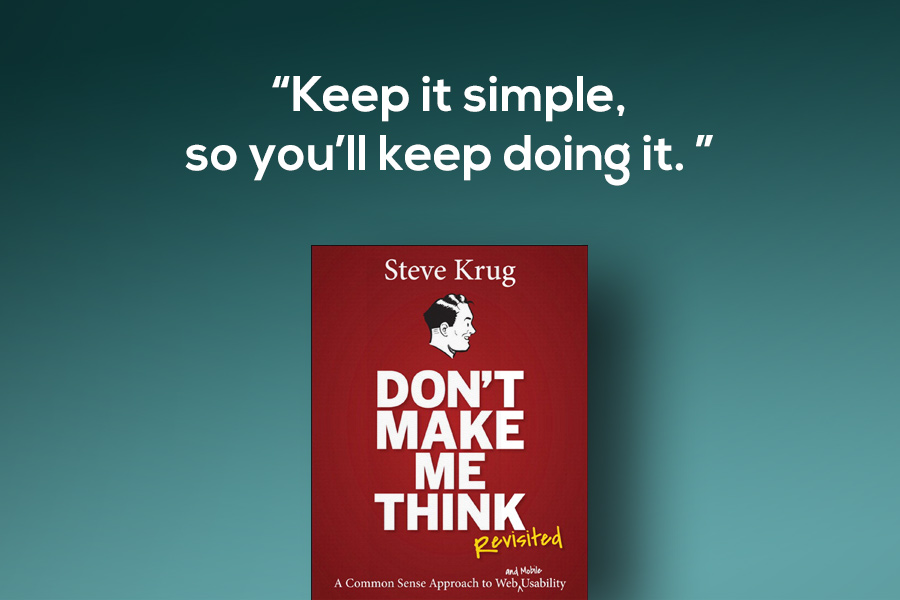 “Keep it simple,
so you’ll keep doing it. ”
Steve Krug
DON’T
MAKE
ME
THINK
Revisited
and Mobile
A Common Sense Approach to Web Usability